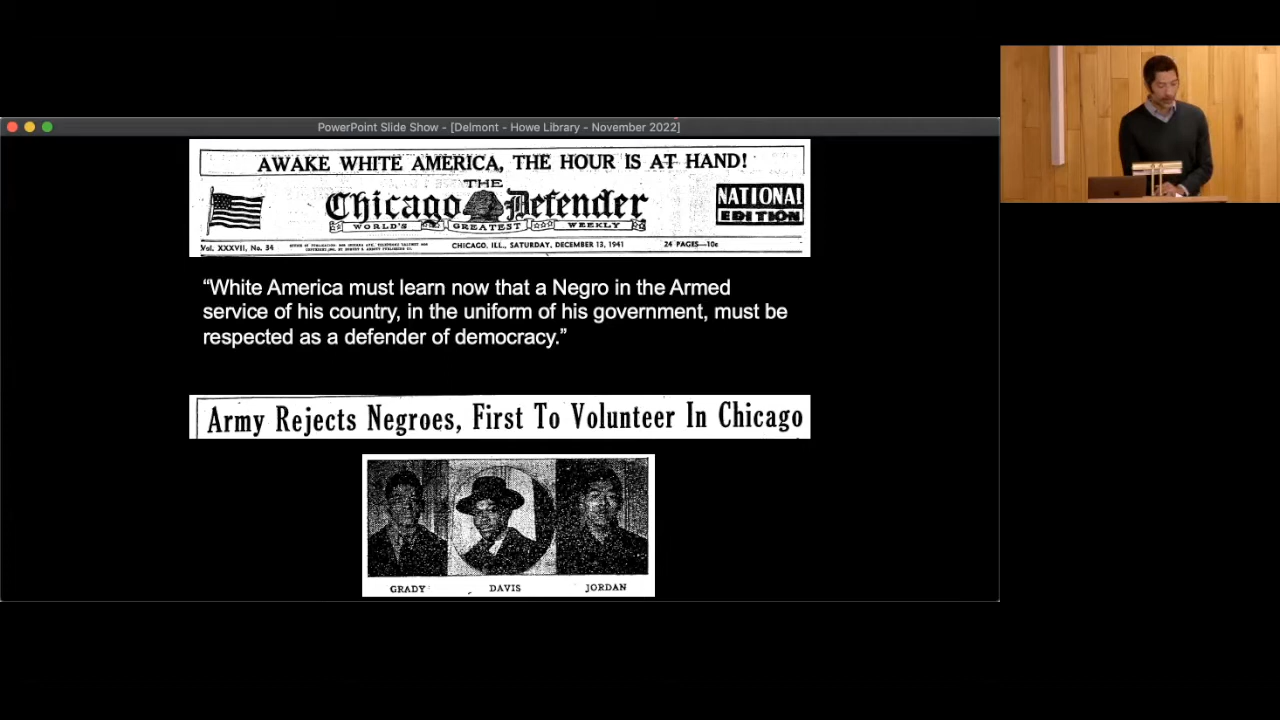 PowerPoint Slide Show - [Delmont - Howe Library - November 2022]
AWAKE WHITE AMERICA, THE HOUR IS AT HAND!
THE
Chicago Defender
NATIONAL
EDITION
WORLD'S GREATEST WEEKLY
Vol. XXXVII, No. 34
CHICAGO, ILL., SATURDAY, DECEMBER 13, 1941
24 PAGES—10c
“White America must learn now that a Negro in the Armed
service of his country, in the uniform of his government, must be
respected as a defender of democracy.”
Army Rejects Negroes, First To Volunteer In Chicago
GRADY DAVIS JORDAN